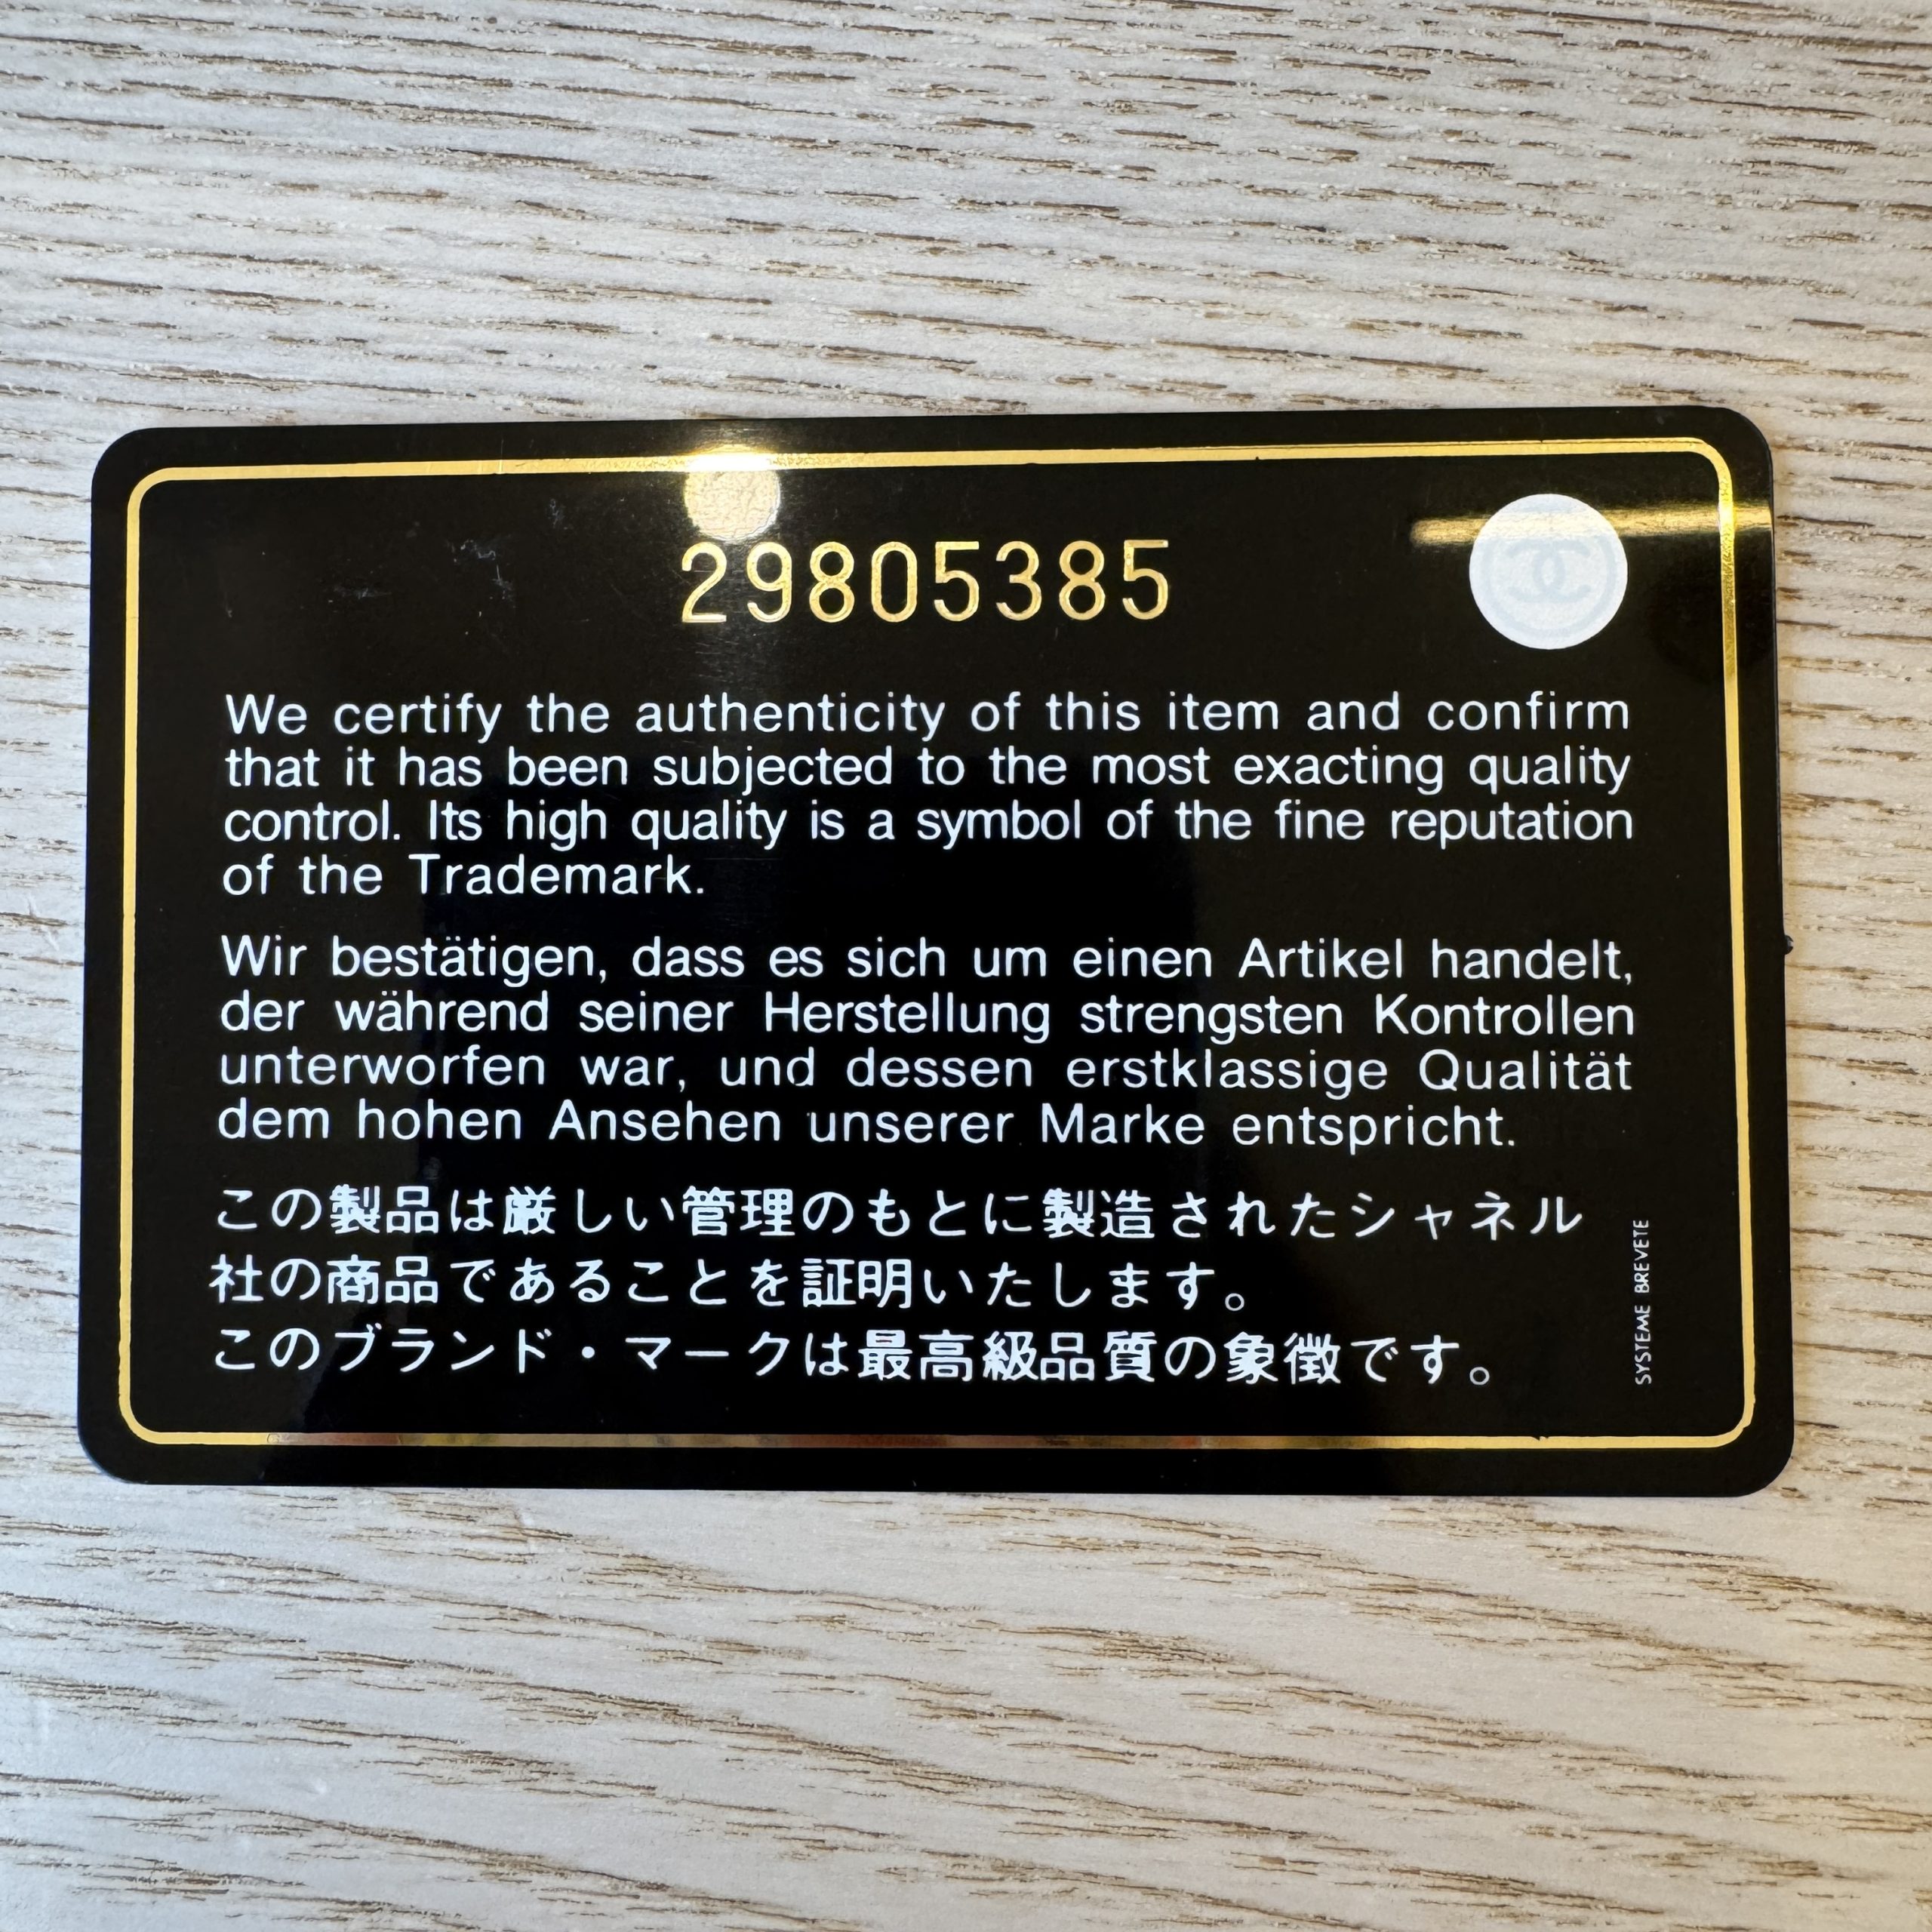 29805385
We certify the authenticity of this item and confirm
that it has been subjected to the most exacting quality
control. Its high quality is a symbol of the fine reputation
of the Trademark.
Wir bestätigen, dass es sich um einen Artikel handelt,
der während seiner Herstellung strengsten Kontrollen
unterworfen war, und dessen erstklassige Qualität
dem hohen Ansehen unserer Marke entspricht.
この製品は厳しい管理のもとに製造されたシャネル
社の商品であることを証明いたします。
このブランド・マークは最高級品質の象徴です。
SYSTEME BREVETE